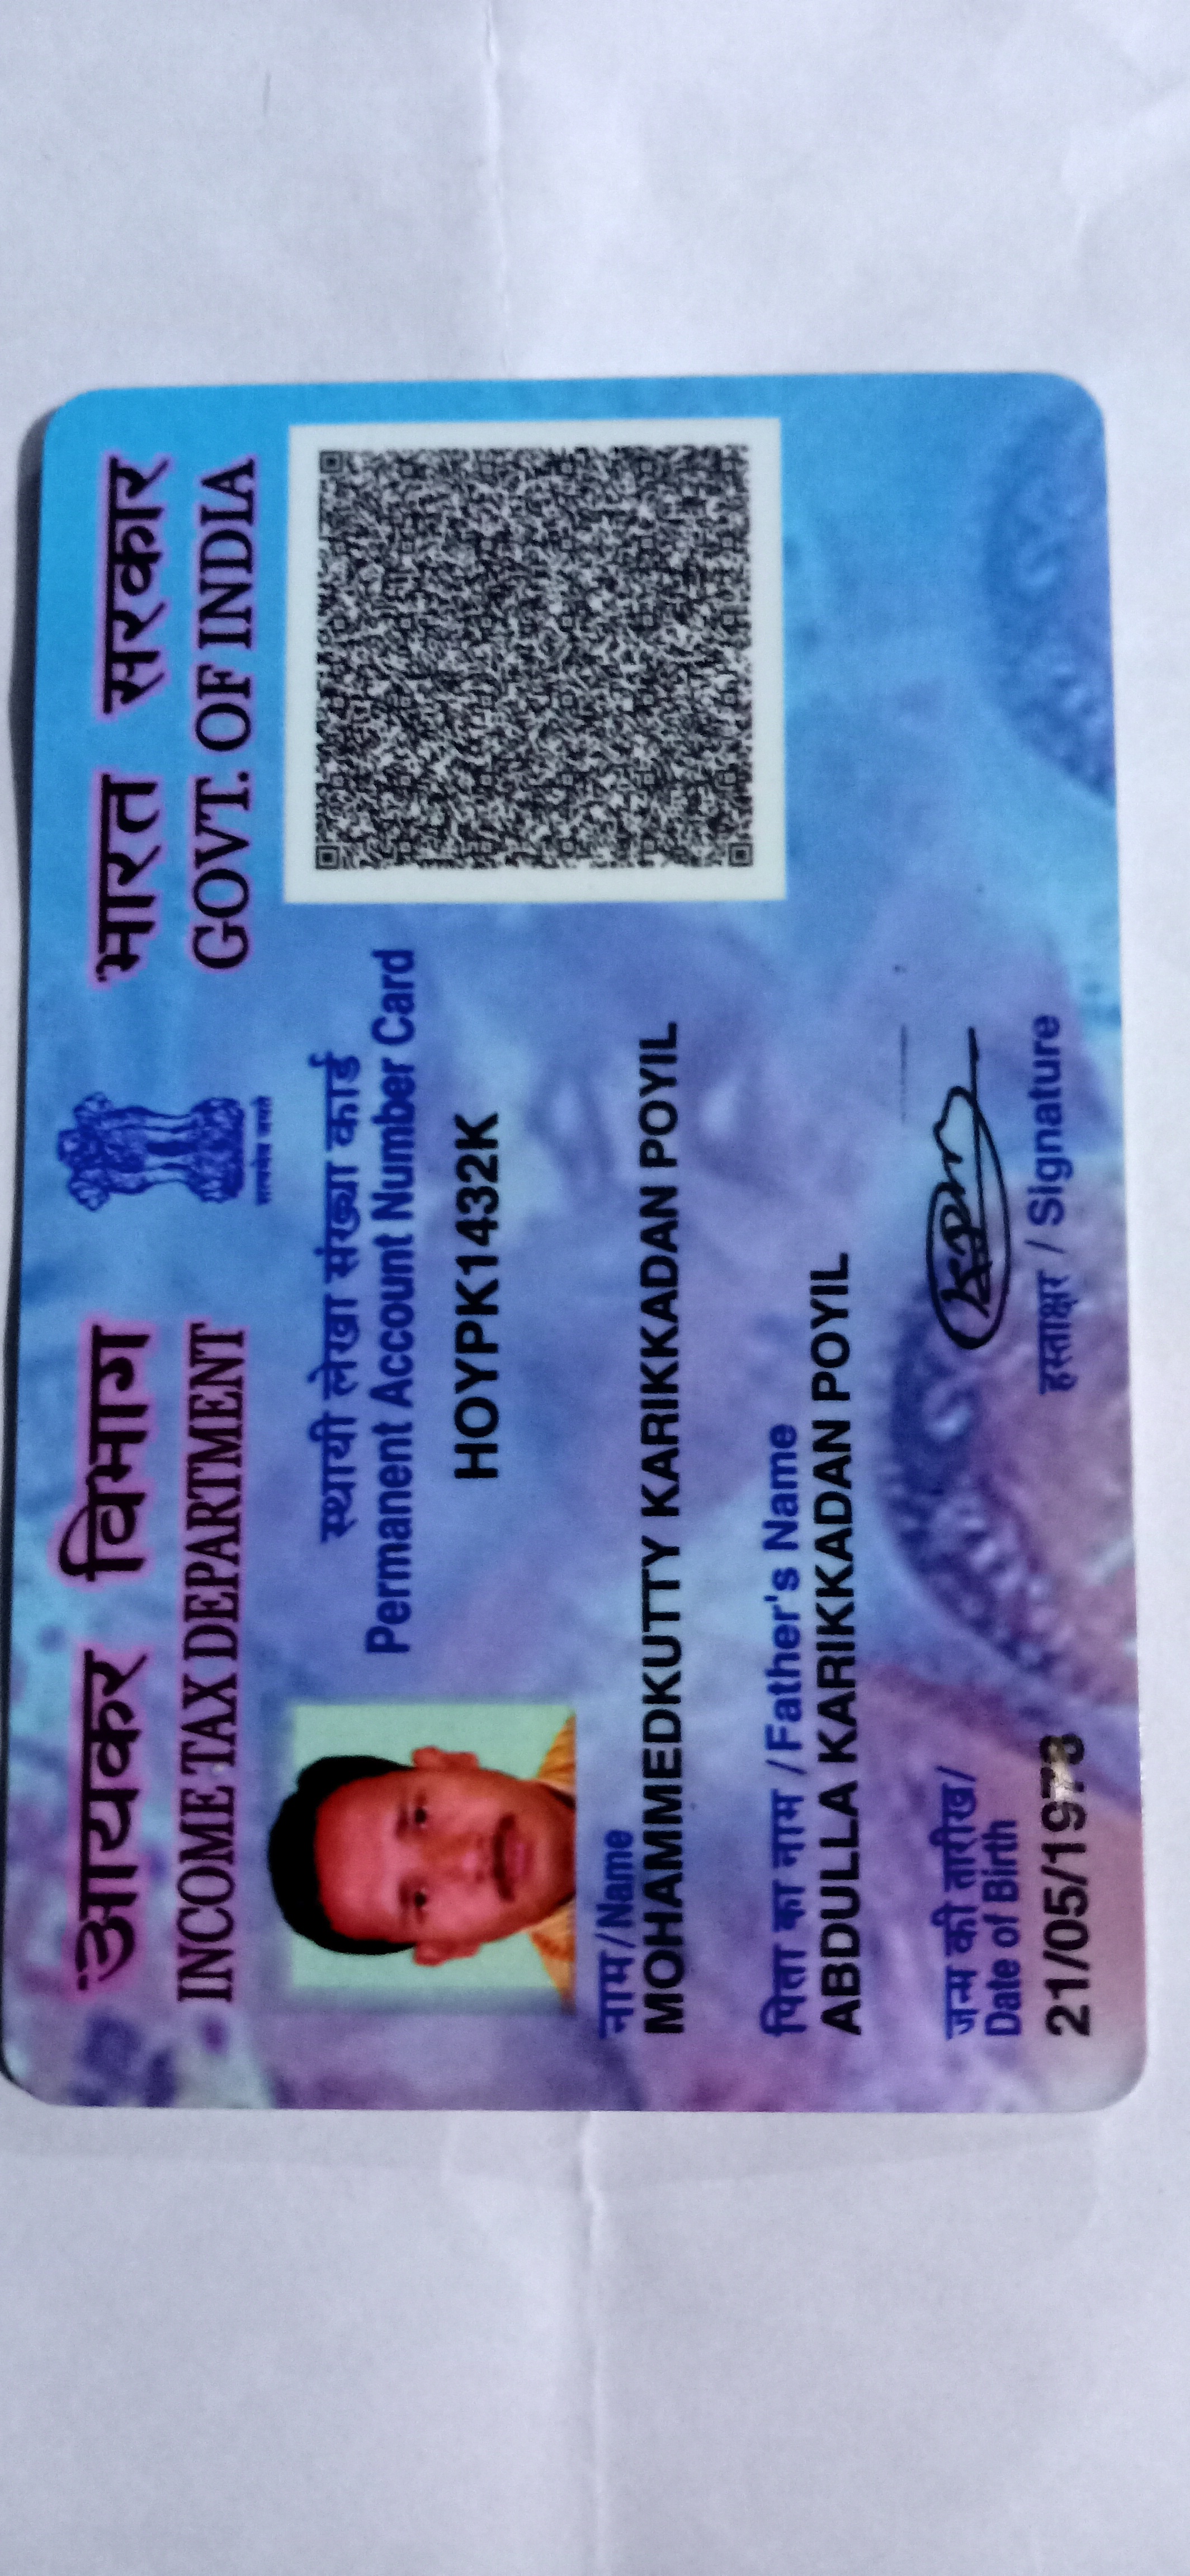 आयकर विभाग
INCOME TAX DEPARTMENT
भारत सरकार
GOVT. OF INDIA
सत्यमेव जयते
स्थायी लेखा संख्या कार्ड
Permanent Account Number Card
HOYPK1432K
नाम/Name
MOHAMMEDKUTTY KARIKKADAN POYIL
पिता का नाम /Father's Name
ABDULLA KARIKKADAN POYIL
जन्म की तारीख/
Date of Birth
21/05/1973
हस्ताक्षर / Signature